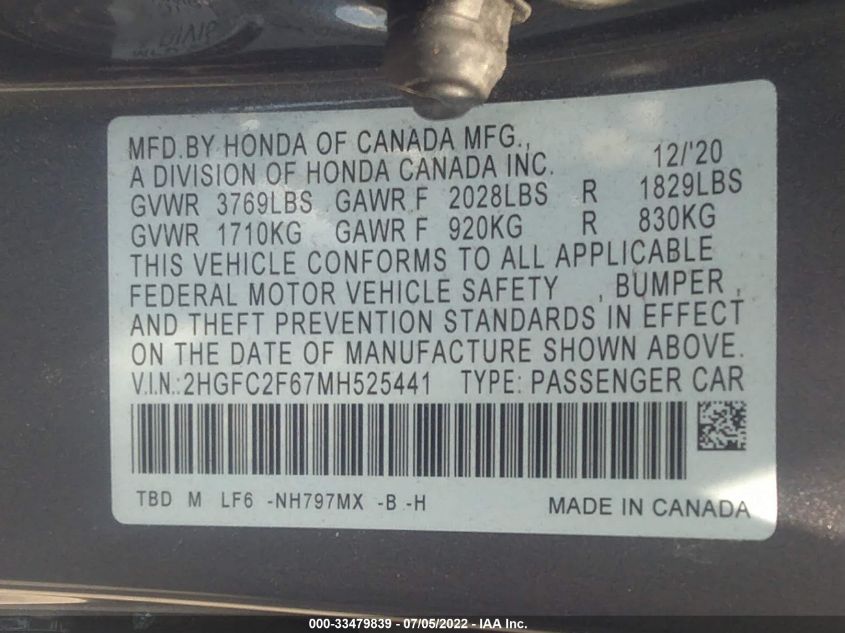 MFD.BY HONDA OF CANADA MFG.,
A DIVISION OF HONDA CANADA INC. 12/'20
GVWR 3769LBS GAWR F 2028LBS R 1829LBS
GVWR 1710KG GAWR F 920KG R 830KG
THIS VEHICLE CONFORMS TO ALL APPLICABLE
FEDERAL MOTOR VEHICLE SAFETY , BUMPER ,
AND THEFT PREVENTION STANDARDS IN EFFECT
ON THE DATE OF MANUFACTURE SHOWN ABOVE.
V.I.N.:2HGFC2F67MH525441 TYPE: PASSENGER CAR
TBD M LF6 -NH797MX -B -H MADE IN CANADA
000-33479839 - 07/05/2022 - IAA Inc.